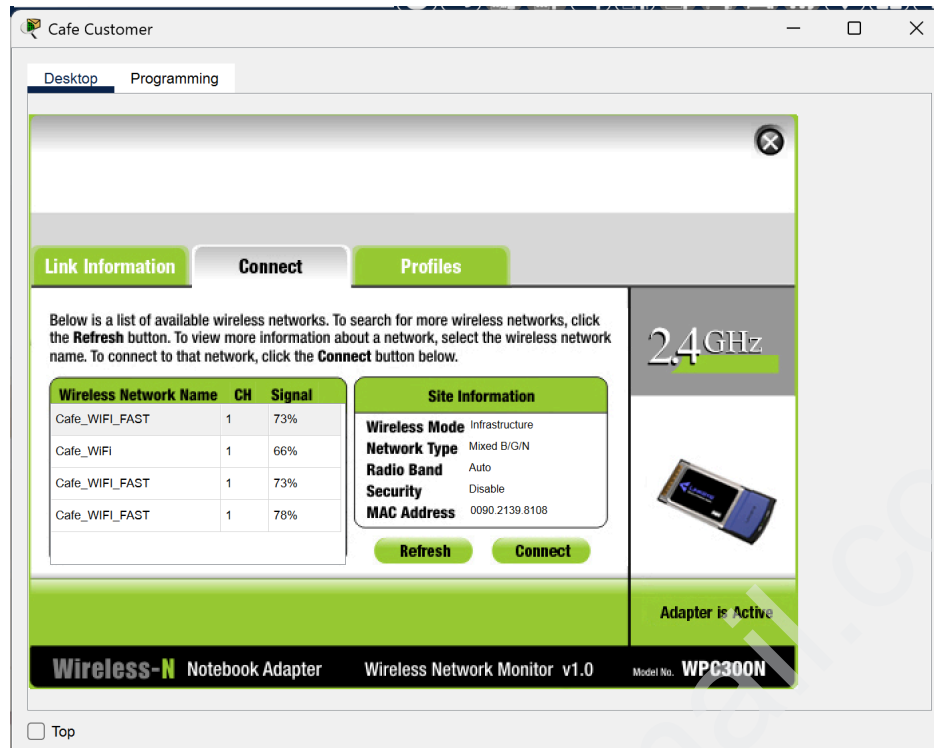 Cafe Customer
Desktop Programming
Link Information Connect Profiles
Below is a list of available wireless networks. To search for more wireless networks, click
the Refresh button. To view more information about a network, select the wireless network
name. To connect to that network, click the Connect button below.
2.4GHz
Wireless Network Name CH Signal
Cafe_WIFI_FAST 1 73%
Cafe_WiFi 1 66%
Cafe_WIFI_FAST 1 73%
Cafe_WIFI_FAST 1 78%
Site Information
Wireless Mode Infrastructure
Network Type Mixed B/G/N
Radio Band Auto
Security Disable
MAC Address 0090.2139.8108
Refresh Connect
Adapter is Active
Wireless-N Notebook Adapter Wireless Network Monitor v1.0 Model No. WPC300N
Top